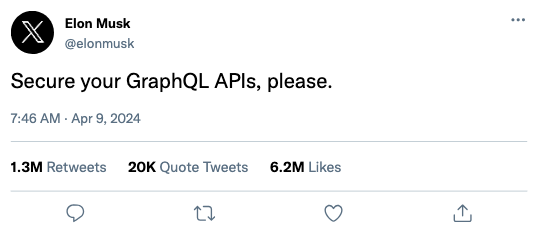 Elon Musk
@elonmusk
Secure your GraphQL APIs, please.
7:46 AM · Apr 9, 2024
1.3M Retweets 20K Quote Tweets 6.2M Likes